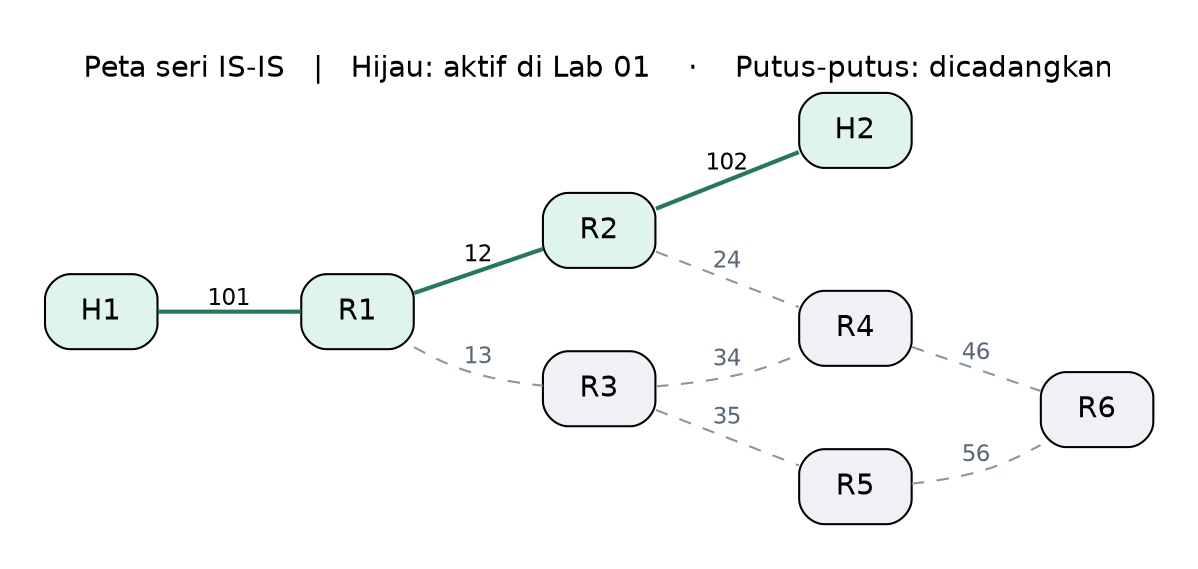 Peta seri IS-IS | Hijau: aktif di Lab 01 · Putus-putus: dicadangkan
H2
102
R2
12
24
H1
101
R1
R4
13
34
46
R3
R6
35
56
R5